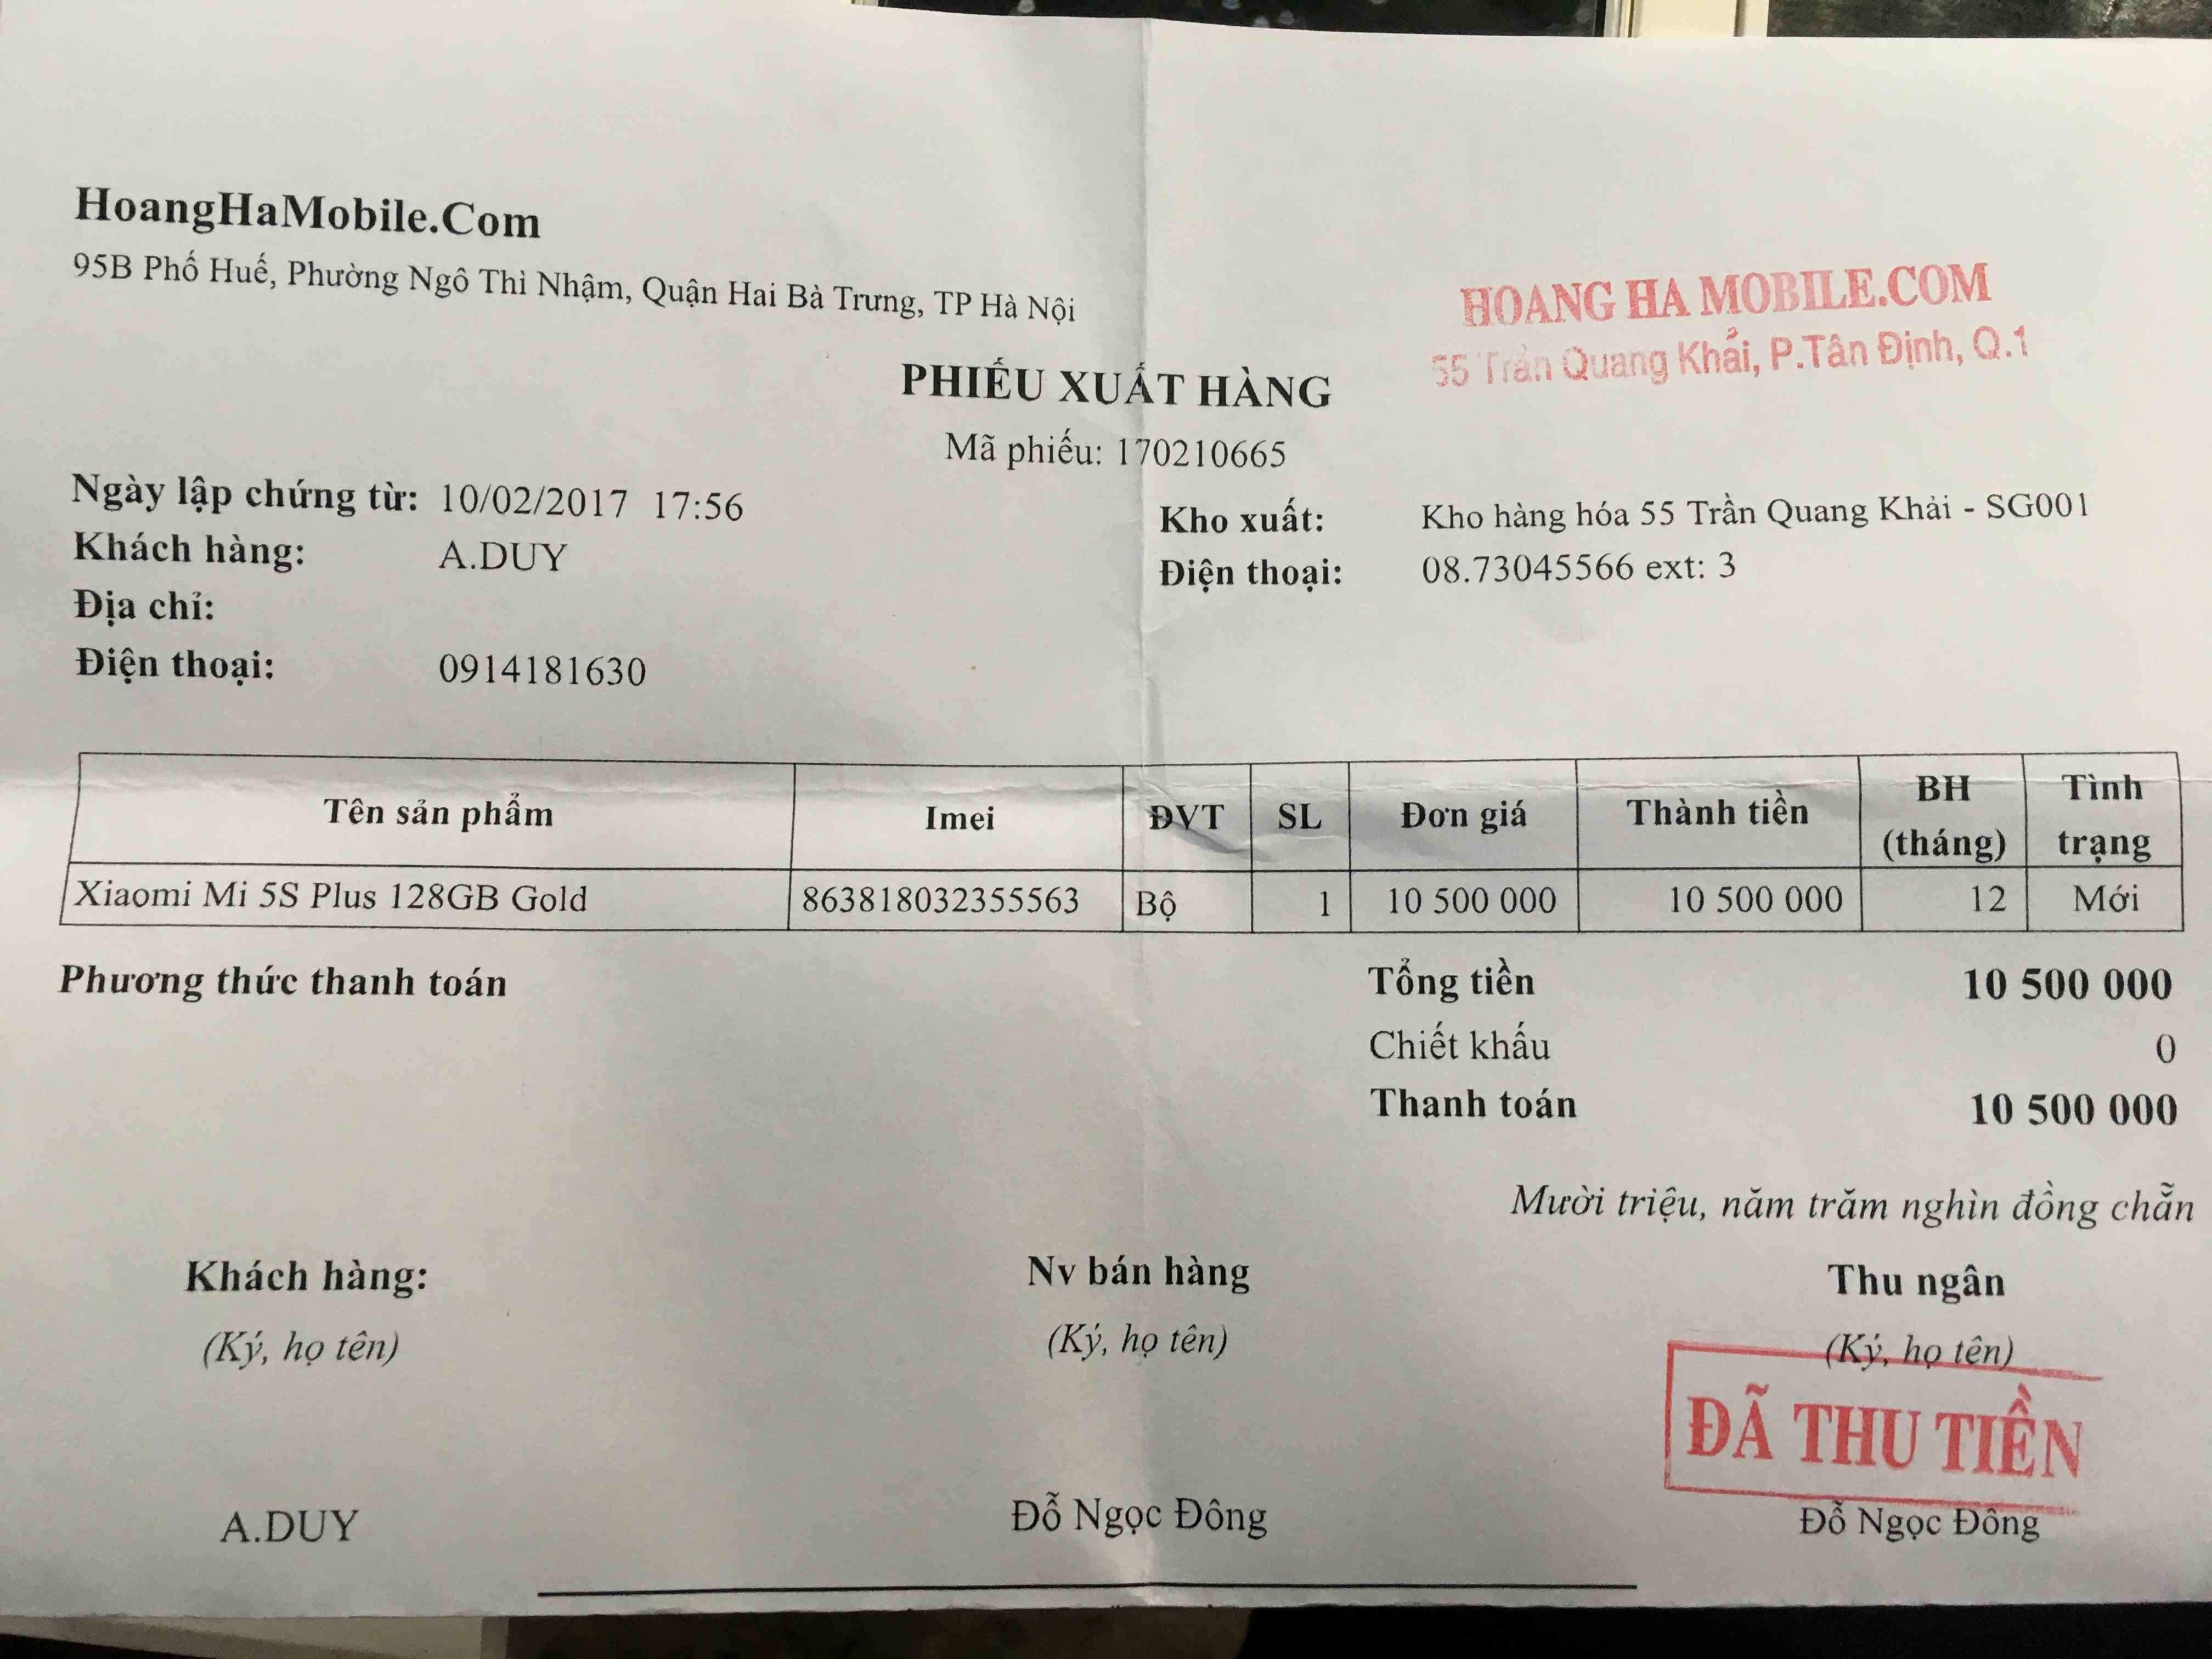 HoangHaMobile.Com
95B Phố Huế, Phường Ngô Thì Nhậm, Quận Hai Bà Trưng, TP Hà Nội
HOANG HA MOBILE.COM
55 Trần Quang Khải, P.Tân Định, Q.1
PHIẾU XUẤT HÀNG
Mã phiếu: 170210665
Ngày lập chứng từ: 10/02/2017 17:56
Khách hàng: A.DUY
Địa chỉ:
Điện thoại: 0914181630
Kho xuất: Kho hàng hóa 55 Trần Quang Khải - SG001
Điện thoại: 08.73045566 ext: 3
Tên sản phẩm Imei ĐVT SL Đơn giá Thành tiền BH (tháng) Tình trạng
Xiaomi Mi 5S Plus 128GB Gold 863818032355563 Bộ 1 10 500 000 10 500 000 12 Mới
Phương thức thanh toán
Tổng tiền 10 500 000
Chiết khấu 0
Thanh toán 10 500 000
Mười triệu, năm trăm nghìn đồng chẵn
Khách hàng: Nv bán hàng Thu ngân
(Ký, họ tên) (Ký, họ tên) (Ký, họ tên)
ĐÃ THU TIỀN
A.DUY Đỗ Ngọc Đông Đỗ Ngọc Đông